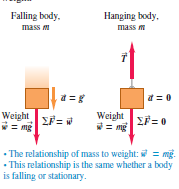 Falling body,
mass m
Hanging body,
mass m
T⃗
a⃗ = g⃗
a⃗ = 0
Weight
w⃗ = mg⃗
ΣF⃗ = w⃗
Weight
w⃗ = mg⃗
ΣF⃗ = 0
• The relationship of mass to weight: w⃗ = mg⃗.
• This relationship is the same whether a body
is falling or stationary.